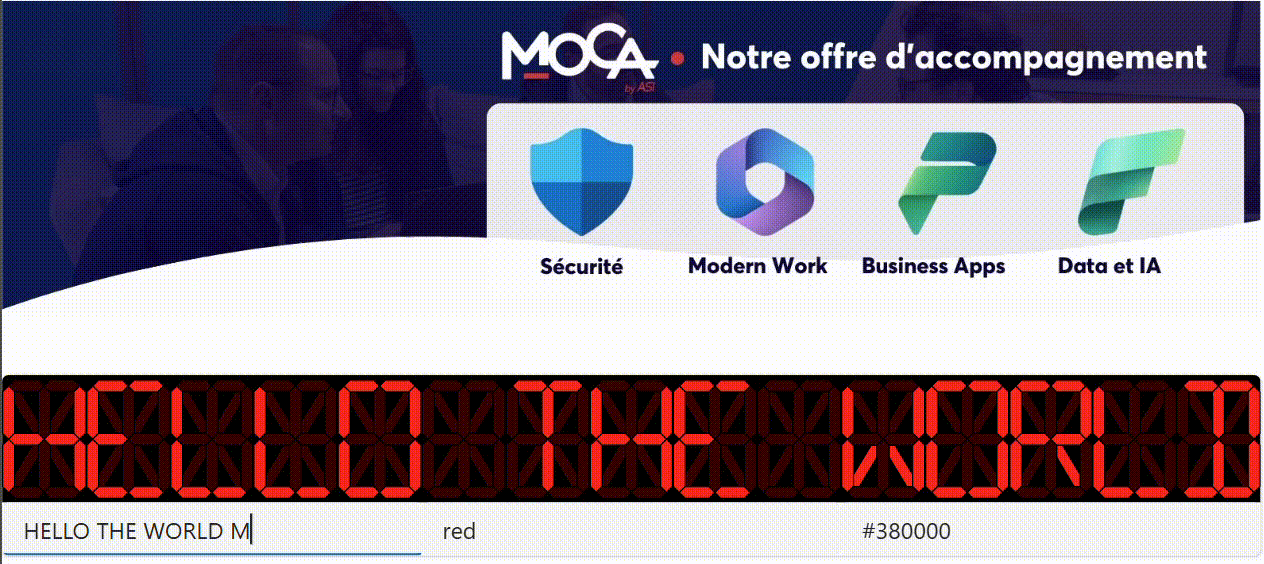 MOCA • Notre offre d'accompagnement
by ASI
Sécurité Modern Work Business Apps Data et IA
HELLO THE WORLD
HELLO THE WORLD M red #380000